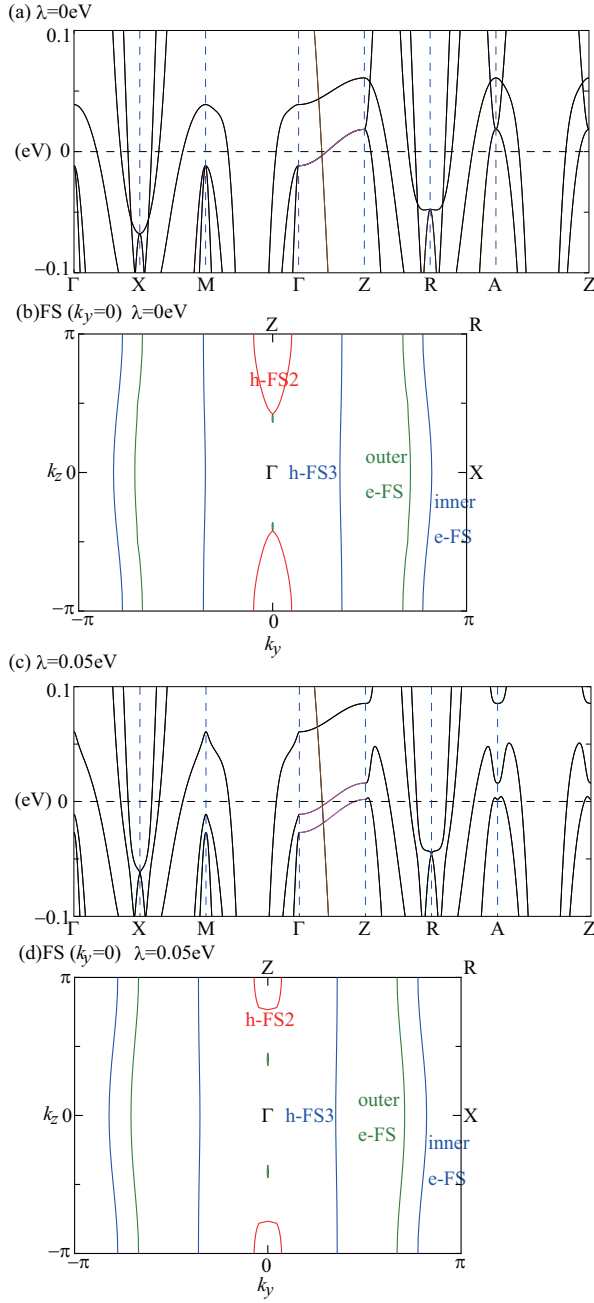 (a) λ=0eV
0.1
(eV) 0
−0.1
Γ X M Γ Z R A Z
(b)FS (ky=0) λ=0eV
Z R
π
h-FS2
outer
kz 0 Γ h-FS3 e-FS X
inner
e-FS
−π
−π 0 π
ky
(c) λ=0.05eV
0.1
(eV) 0
−0.1
Γ X M Γ Z R A Z
(d)FS (ky=0) λ=0.05eV
Z R
π
h-FS2
outer
kz 0 Γ h-FS3 e-FS X
inner
e-FS
−π
−π 0 π
ky